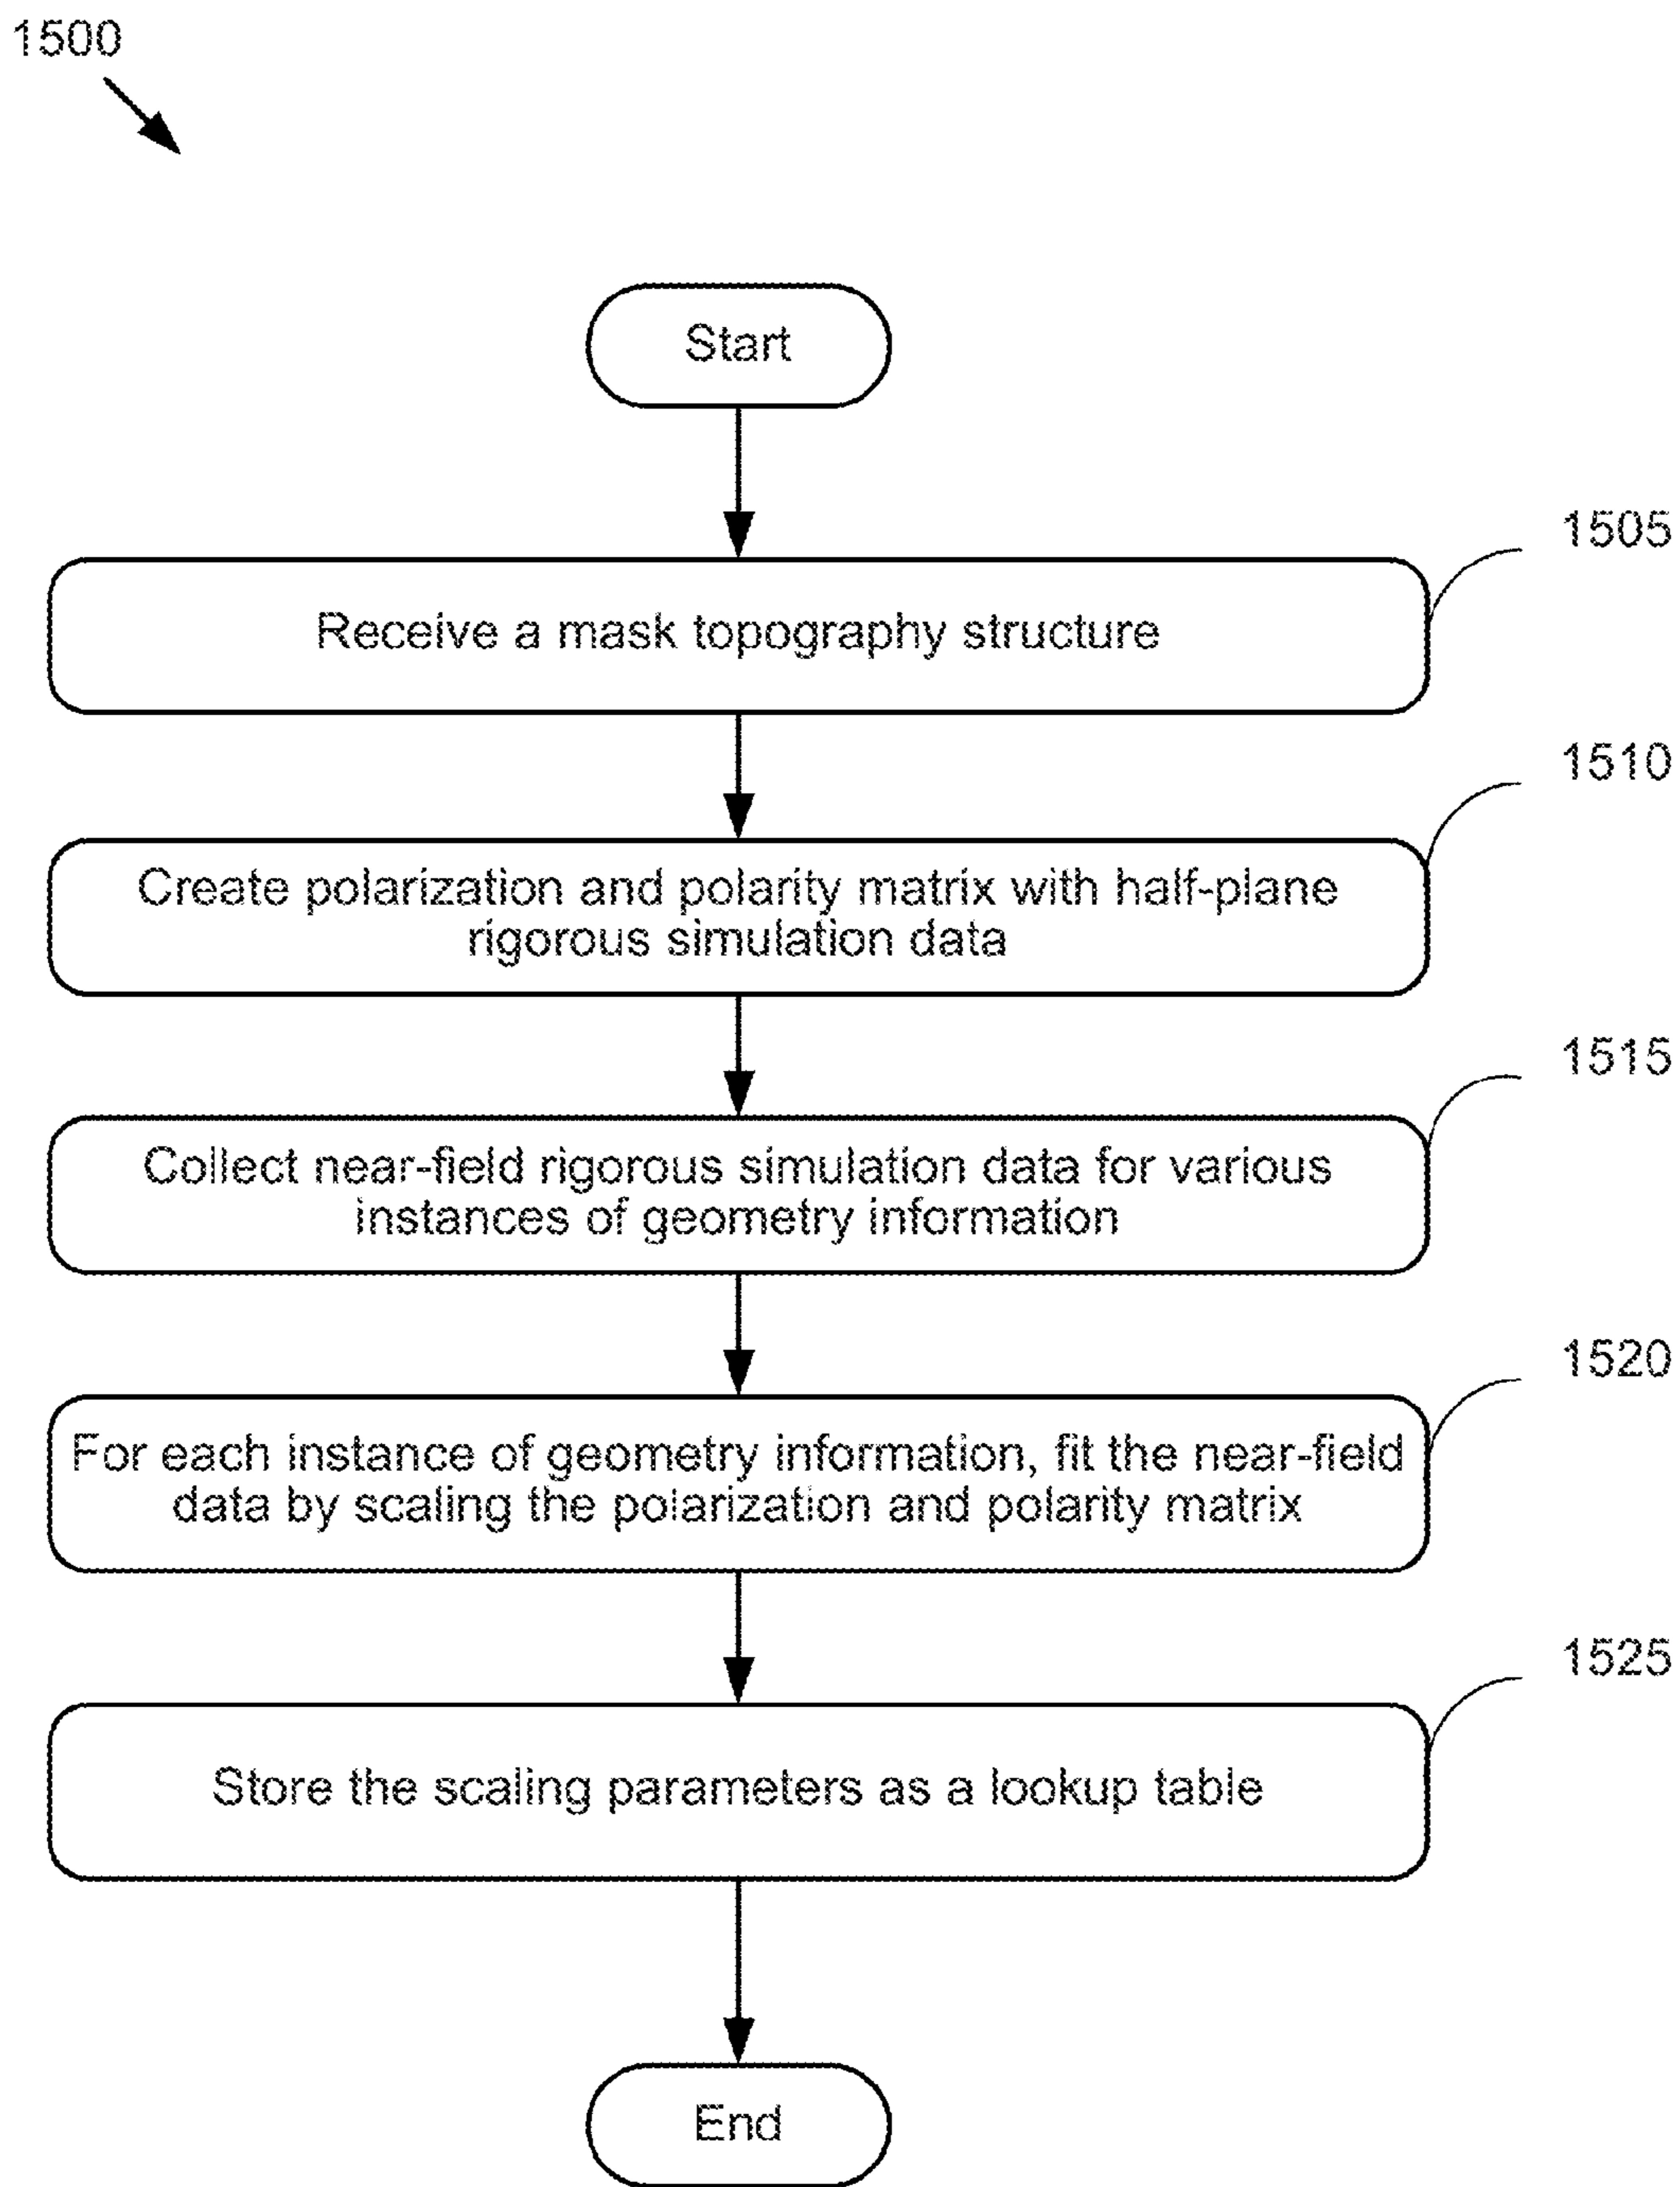 1500
Start
1505
Receive a mask topography structure
1510
Create polarization and polarity matrix with half-plane
rigorous simulation data
1515
Collect near-field rigorous simulation data for various
instances of geometry information
1520
For each instance of geometry information, fit the near-field
data by scaling the polarization and polarity matrix
1525
Store the scaling parameters as a lookup table
End